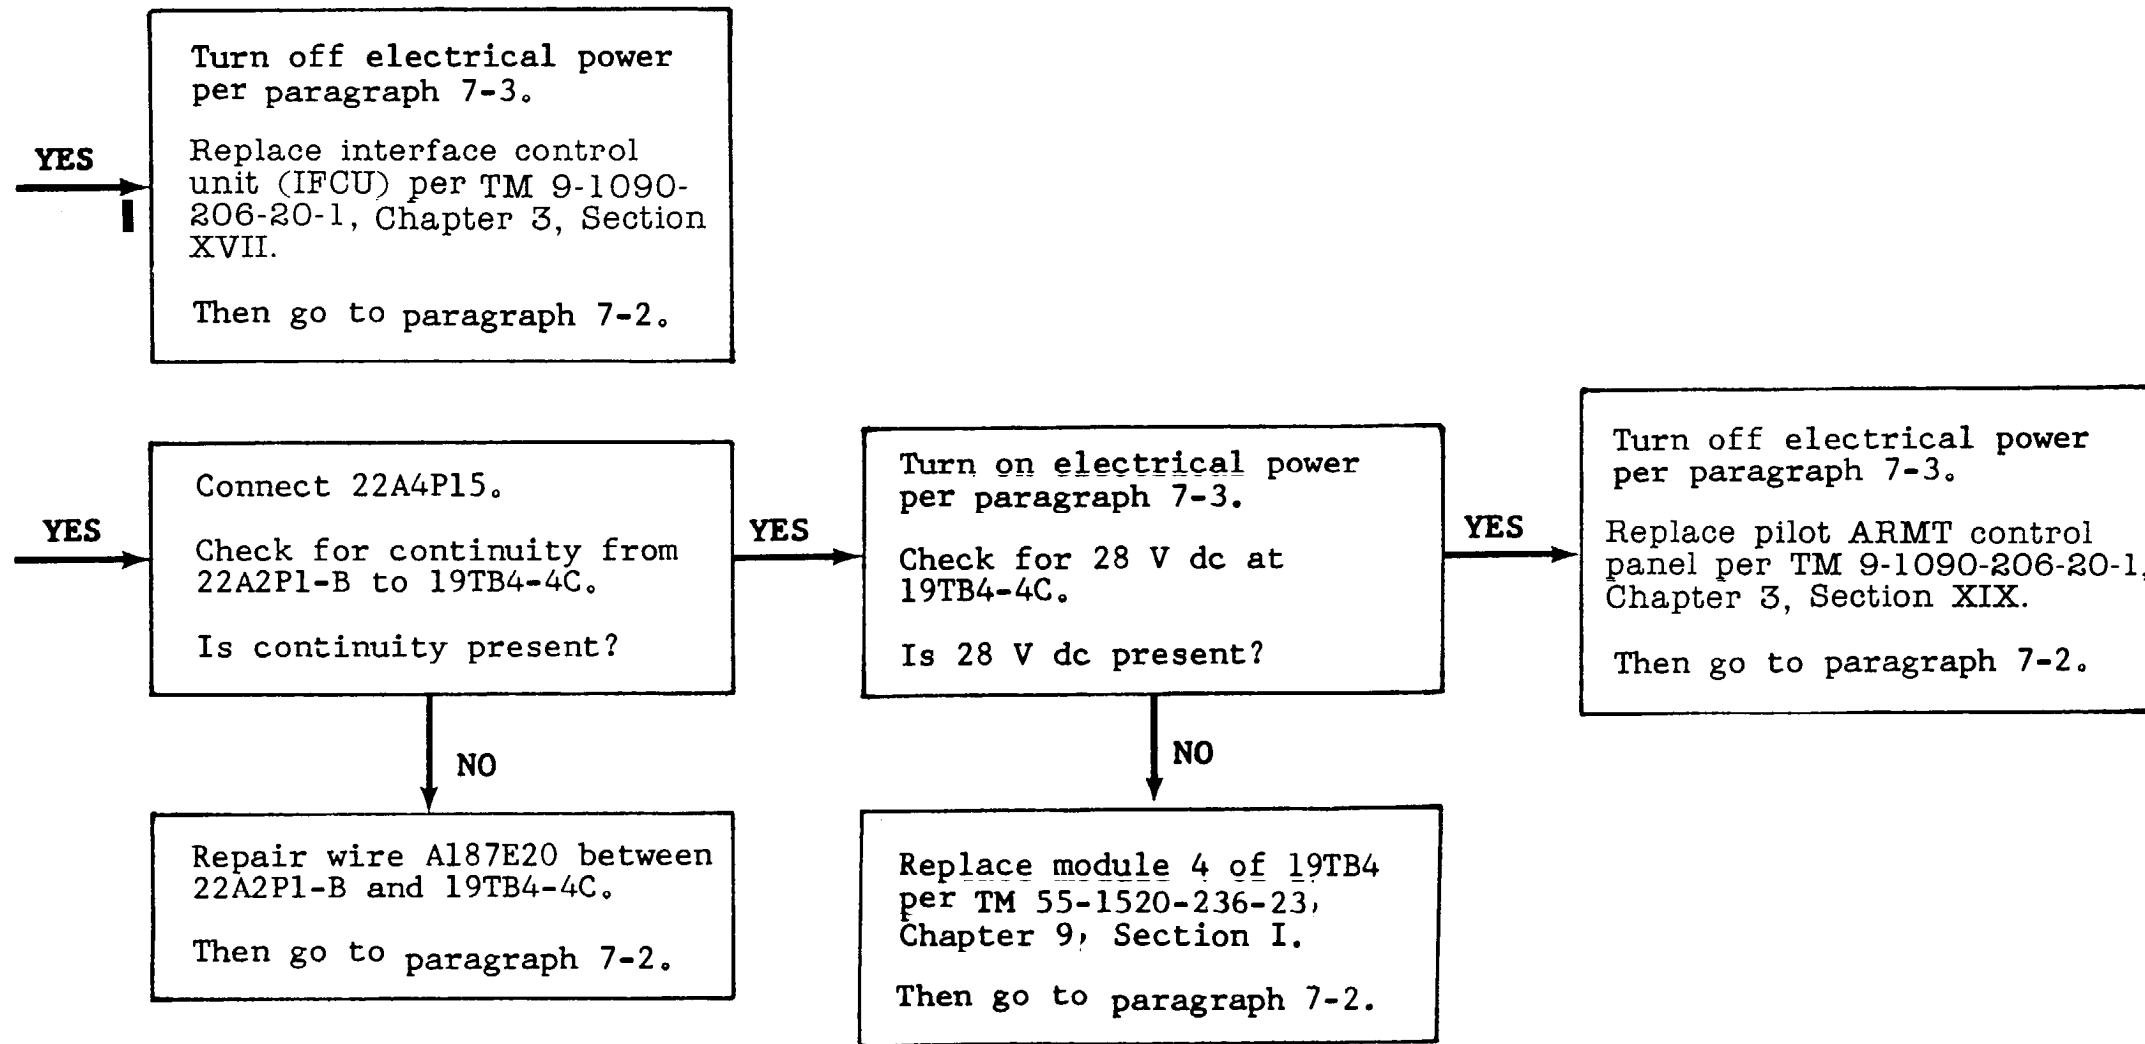 YES
Turn off electrical power
per paragraph 7-3.
Replace interface control
unit (IFCU) per TM 9-1090-
206-20-1, Chapter 3, Section
XVII.
Then go to paragraph 7-2.
YES
Connect 22A4P15.
Check for continuity from
22A2P1-B to 19TB4-4C.
Is continuity present?
YES
Turn on electrical power
per paragraph 7-3.
Check for 28 V dc at
19TB4-4C.
Is 28 V dc present?
YES
Turn off electrical power
per paragraph 7-3.
Replace pilot ARMT control
panel per TM 9-1090-206-20-1,
Chapter 3, Section XIX.
Then go to paragraph 7-2.
NO
NO
Repair wire A187E20 between
22A2P1-B and 19TB4-4C.
Then go to paragraph 7-2.
Replace module 4 of 19TB4
per TM 55-1520-236-23,
Chapter 9, Section I.
Then go to paragraph 7-2.